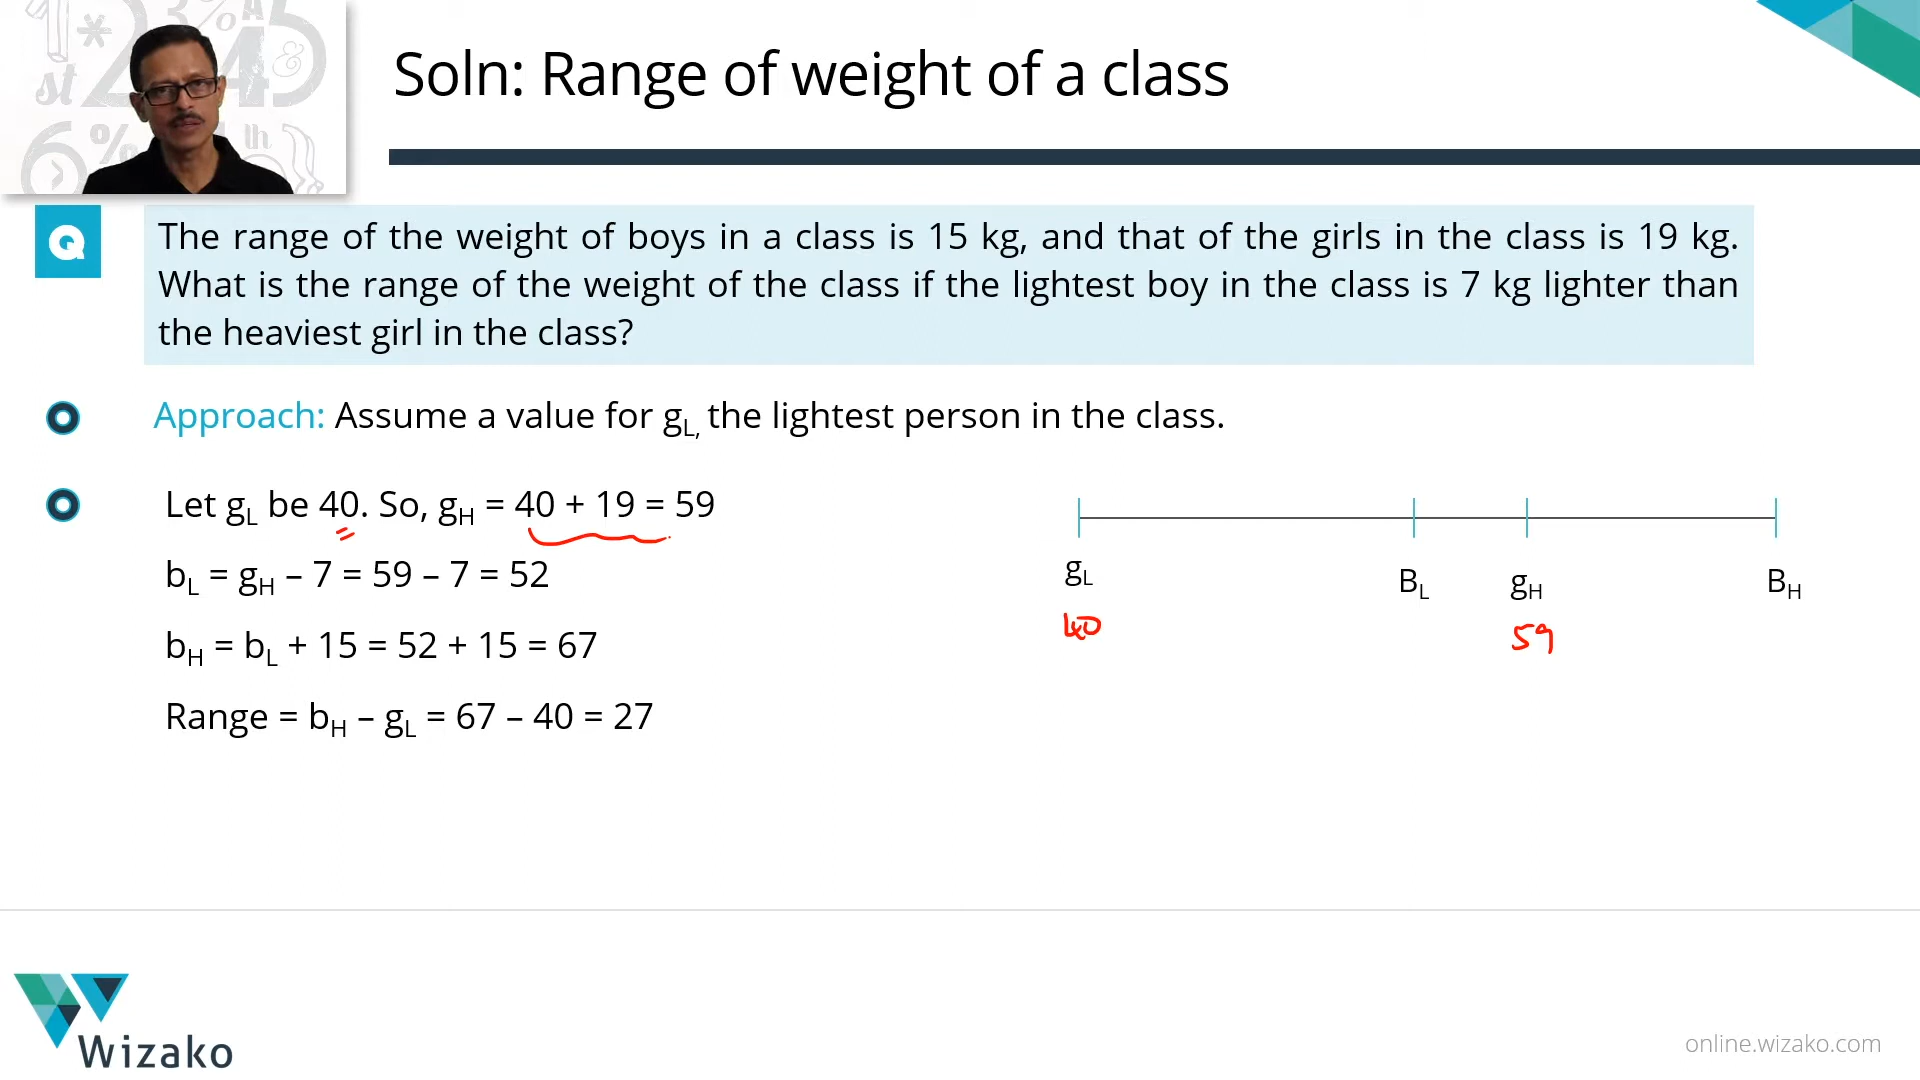 Soln: Range of weight of a class
Q
The range of the weight of boys in a class is 15 kg, and that of the girls in the class is 19 kg.
What is the range of the weight of the class if the lightest boy in the class is 7 kg lighter than
the heaviest girl in the class?
Approach: Assume a value for gL, the lightest person in the class.
Let gL be 40. So, gH = 40 + 19 = 59
bL = gH – 7 = 59 – 7 = 52
bH = bL + 15 = 52 + 15 = 67
Range = bH – gL = 67 – 40 = 27
gL BL gH BH
40 59
Wizako
online.wizako.com